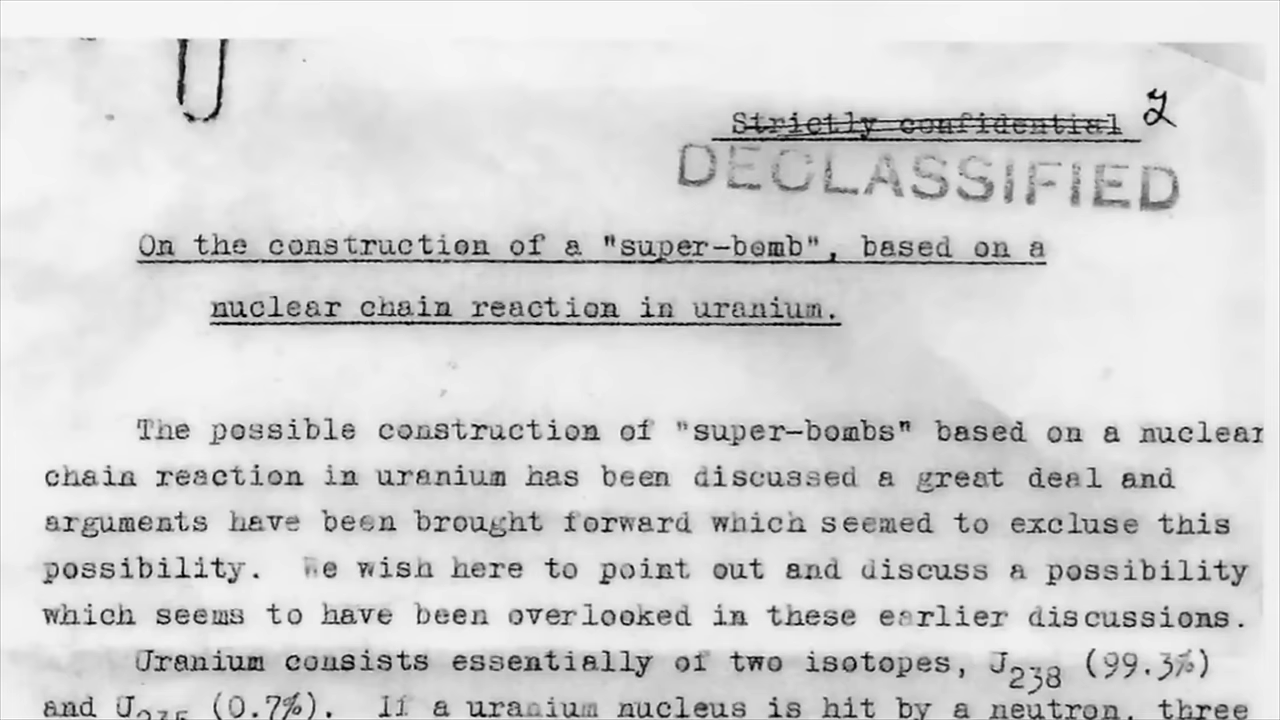 Strictly confidential 2
DECLASSIFIED
On the construction of a "super-bomb", based on a
nuclear chain reaction in uranium.
The possible construction of "super-bombs" based on a nuclear
chain reaction in uranium has been discussed a great deal and
arguments have been brought forward which seemed to excluse this
possibility. We wish here to point out and discuss a possibility
which seems to have been overlooked in these earlier discussions.
Uranium consists essentially of two isotopes, U238 (99.3%)
and U235 (0.7%). If a uranium nucleus is hit by a neutron, three